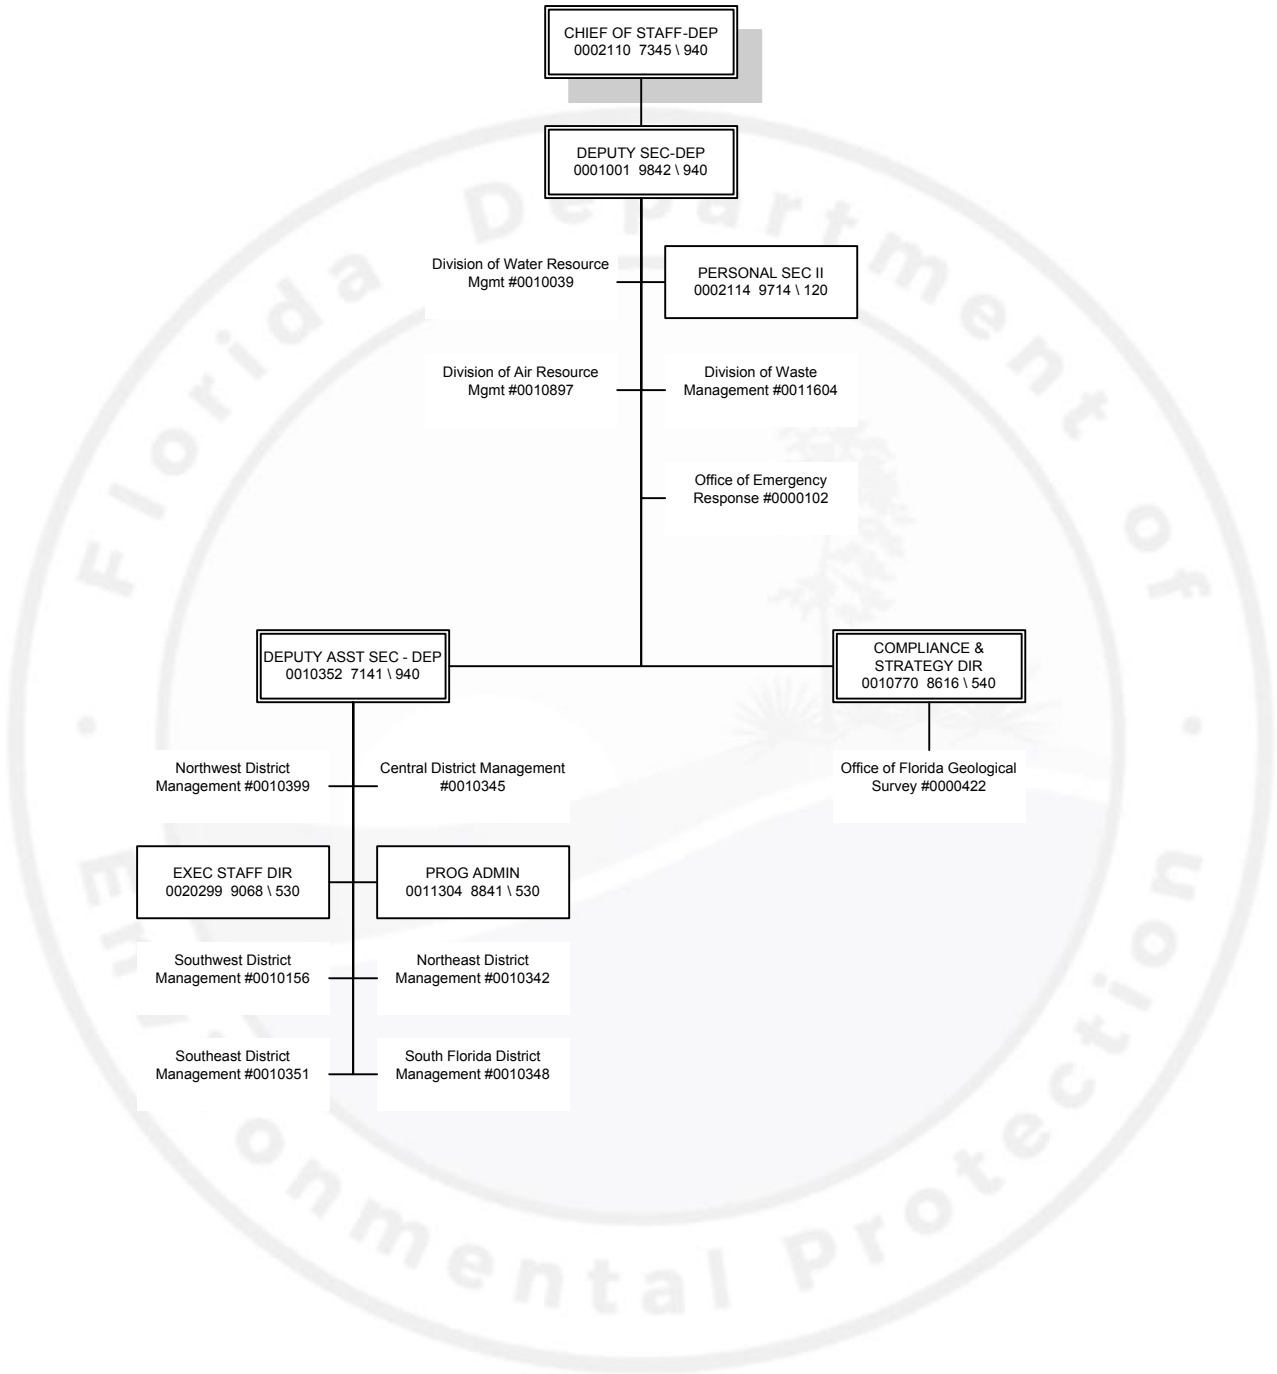 CHIEF OF STAFF-DEP
0002110 7345 \ 940
DEPUTY SEC-DEP
0001001 9842 \ 940
Division of Water Resource
Mgmt #0010039
PERSONAL SEC II
0002114 9714 \ 120
Division of Air Resource
Mgmt #0010897
Division of Waste
Management #0011604
Office of Emergency
Response #0000102
DEPUTY ASST SEC - DEP
0010352 7141 \ 940
COMPLIANCE &
STRATEGY DIR
0010770 8616 \ 540
Northwest District
Management #0010399
Central District Management
#0010345
Office of Florida Geological
Survey #0000422
EXEC STAFF DIR
0020299 9068 \ 530
PROG ADMIN
0011304 8841 \ 530
Southwest District
Management #0010156
Northeast District
Management #0010342
Southeast District
Management #0010351
South Florida District
Management #0010348
Florida Department of
Environmental Protection